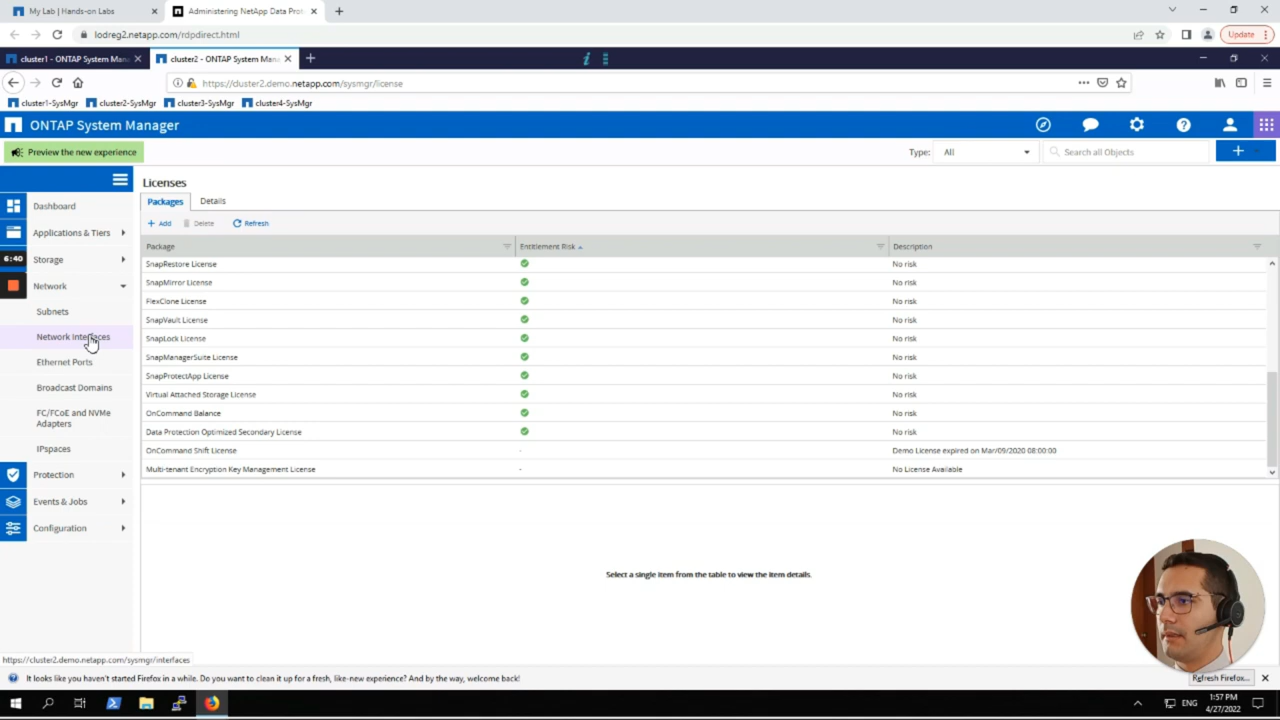 My Lab | Hands-on Labs
Administering NetApp Data Prot
lodreg2.netapp.com/rdpdirect.html
Update
cluster1 - ONTAP System Man
cluster2 - ONTAP System Man
https://cluster2.demo.netapp.com/sysmgr/license
cluster1-SysMgr
cluster2-SysMgr
cluster3-SysMgr
cluster4-SysMgr
ONTAP System Manager
Preview the new experience
Type:
All
Search all Objects
Dashboard
Applications & Tiers
6:40
Storage
Network
Subnets
Network Interfaces
Ethernet Ports
Broadcast Domains
FC/FCoE and NVMe
Adapters
IPspaces
Protection
Events & Jobs
Configuration
Licenses
Packages
Details
Add
Delete
Refresh
Package
Entitlement Risk
Description
SnapRestore License
No risk
SnapMirror License
No risk
FlexClone License
No risk
SnapVault License
No risk
SnapLock License
No risk
SnapManagerSuite License
No risk
SnapProtectApp License
No risk
Virtual Attached Storage License
No risk
OnCommand Balance
No risk
Data Protection Optimized Secondary License
No risk
OnCommand Shift License
-
Demo License expired on Mar/09/2020 08:00:00
Multi-tenant Encryption Key Management License
-
No License Available
Select a single item from the table to view the item details.
https://cluster2.demo.netapp.com/sysmgr/interfaces
It looks like you haven't started Firefox in a while. Do you want to clean it up for a fresh, like-new experience? And by the way, welcome back!
Refresh Firefox...
ENG
1:57 PM
4/27/2022